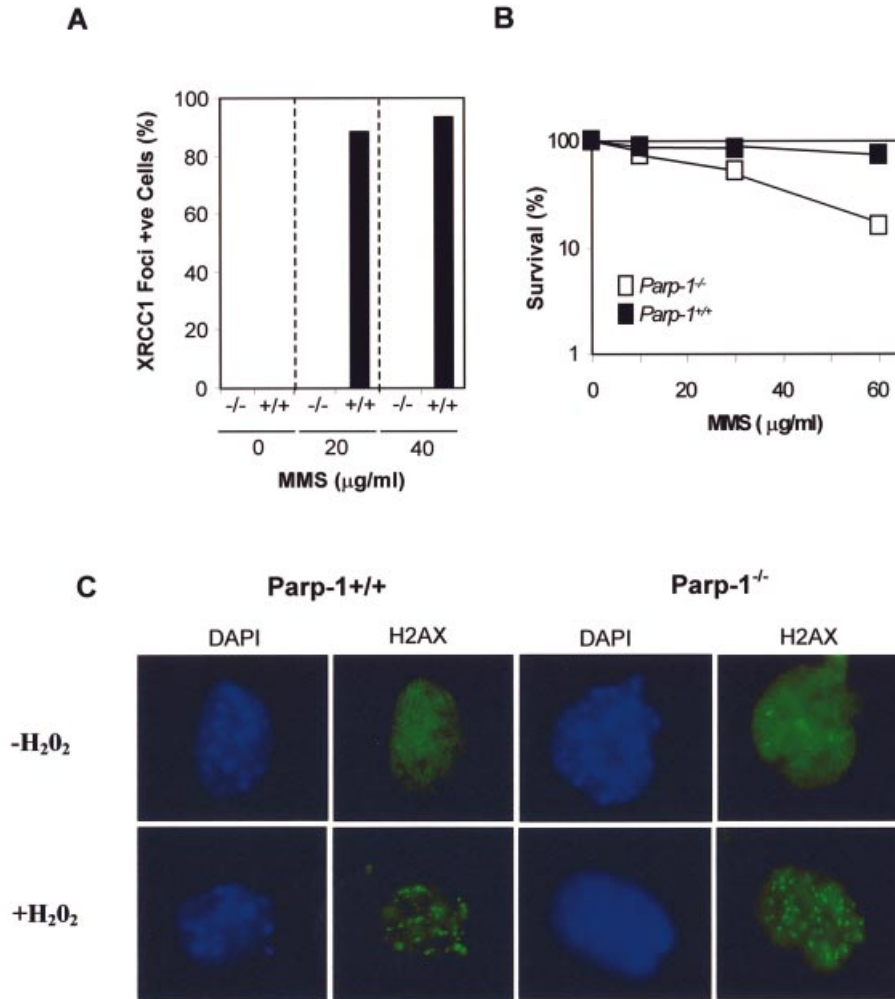 A
XRCC1 Foci +ve Cells (%)
100
80
60
40
20
0
-/- +/+ -/- +/+ -/- +/+
0 20 40
MMS (μg/ml)
B
Survival (%)
100
10
1
Parp-1-/-
Parp-1+/+
0 20 40 60
MMS ( μg/ml)
C
Parp-1+/+ Parp-1-/-
DAPI H2AX DAPI H2AX
-H₂0₂
+H₂0₂